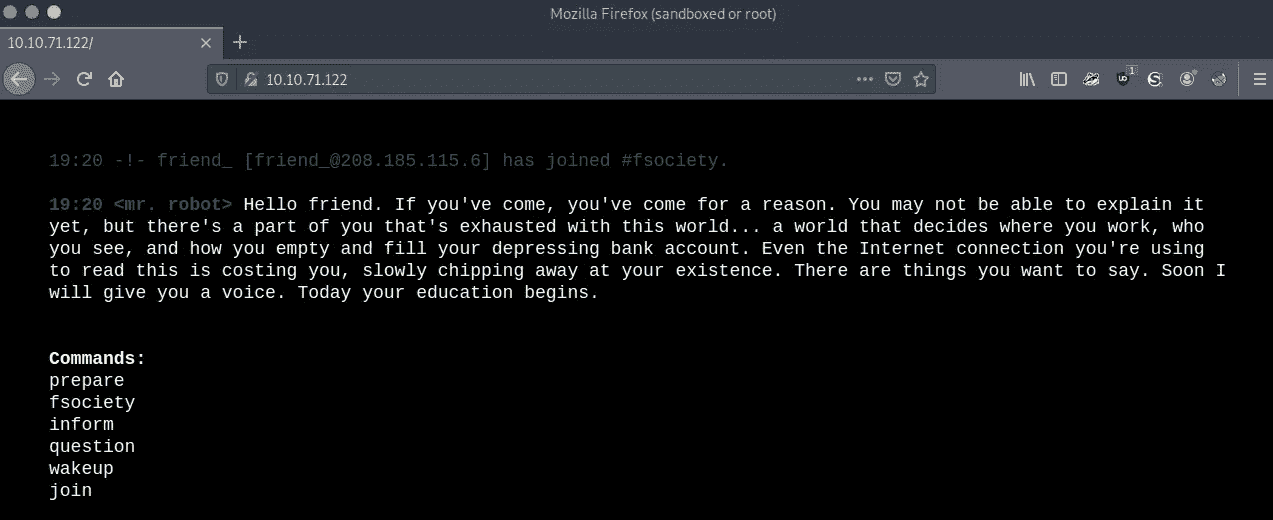 Mozilla Firefox (sandboxed or root)
10.10.71.122/
10.10.71.122
1
19:20 -!- friend_ [friend_@208.185.115.6] has joined #fsociety.
19:20 <mr. robot> Hello friend. If you've come, you've come for a reason. You may not be able to explain it
yet, but there's a part of you that's exhausted with this world... a world that decides where you work, who
you see, and how you empty and fill your depressing bank account. Even the Internet connection you're using
to read this is costing you, slowly chipping away at your existence. There are things you want to say. Soon I
will give you a voice. Today your education begins.
Commands:
prepare
fsociety
inform
question
wakeup
join